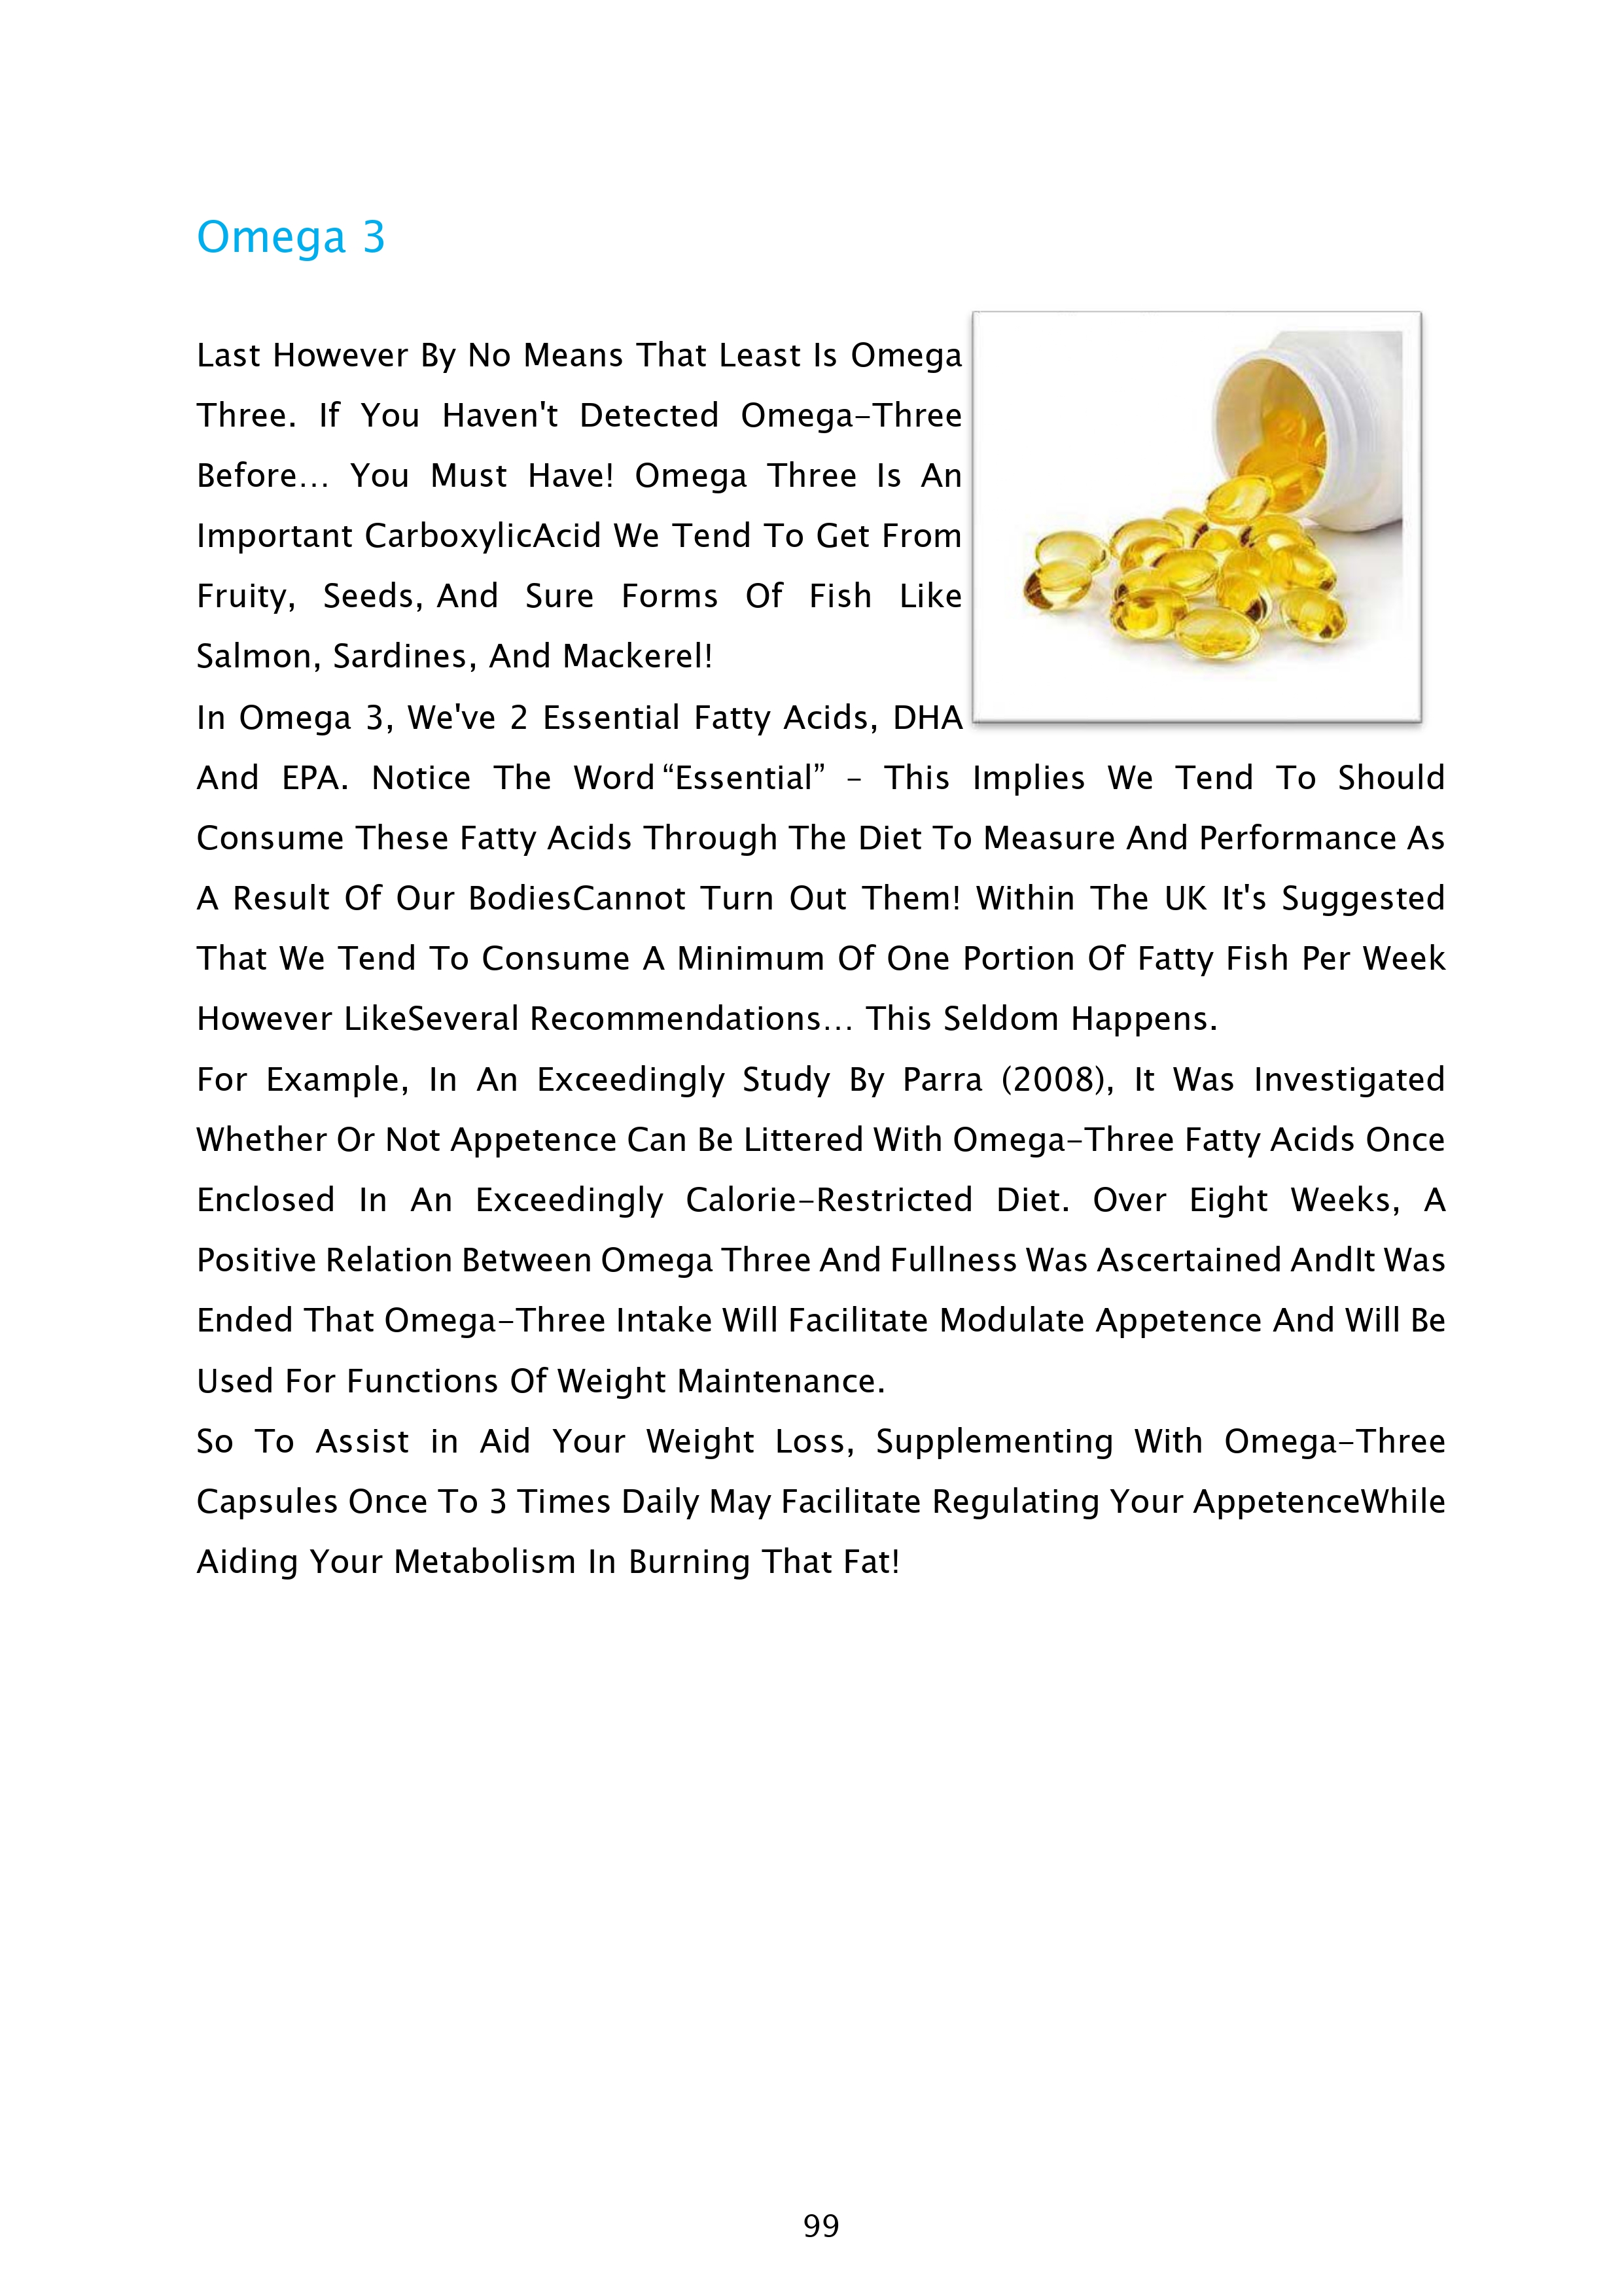 Omega 3
Last However By No Means That Least Is Omega
Three. If You Haven't Detected Omega-Three
Before... You Must Have! Omega Three Is An
Important CarboxylicAcid We Tend To Get From
Fruity, Seeds, And Sure Forms Of Fish Like
Salmon, Sardines, And Mackerel!
In Omega 3, We've 2 Essential Fatty Acids, DHA
And EPA. Notice The Word “Essential” – This Implies We Tend To Should
Consume These Fatty Acids Through The Diet To Measure And Performance As
A Result Of Our BodiesCannot Turn Out Them! Within The UK It's Suggested
That We Tend To Consume A Minimum Of One Portion Of Fatty Fish Per Week
However LikeSeveral Recommendations... This Seldom Happens.
For Example, In An Exceedingly Study By Parra (2008), It Was Investigated
Whether Or Not Appetence Can Be Littered With Omega-Three Fatty Acids Once
Enclosed In An Exceedingly Calorie-Restricted Diet. Over Eight Weeks, A
Positive Relation Between Omega Three And Fullness Was Ascertained AndIt Was
Ended That Omega-Three Intake Will Facilitate Modulate Appetence And Will Be
Used For Functions Of Weight Maintenance.
So To Assist in Aid Your Weight Loss, Supplementing With Omega-Three
Capsules Once To 3 Times Daily May Facilitate Regulating Your AppetenceWhile
Aiding Your Metabolism In Burning That Fat!
99